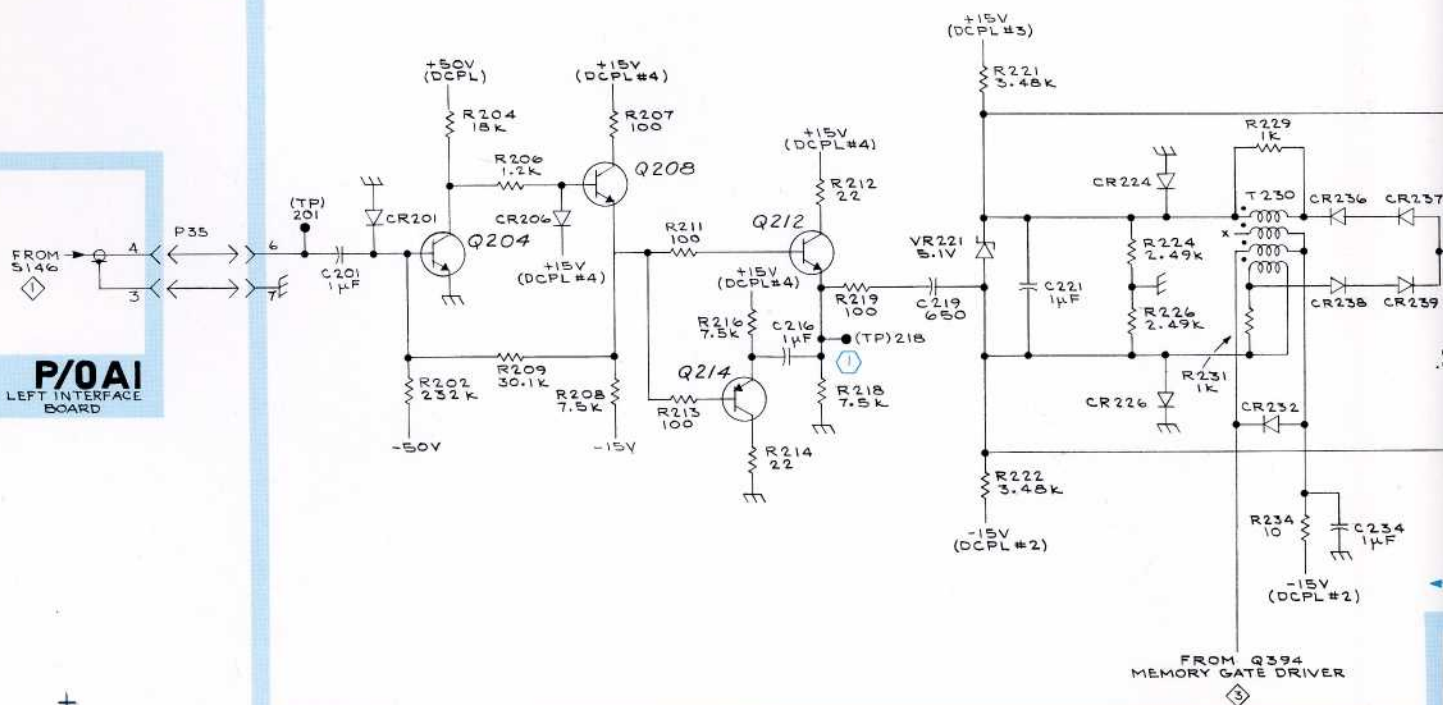 +15V
(DCPL #3)
R221
3.48K
+50V
(DCPL)
+15V
(DCPL #4)
R204
18K
R207
100
R229
1K
+15V
(DCPL #4)
R206
1.2K
Q208
CR224
R212
22
T230
CR236
CR237
(TP)
201
CR201
CR206
Q212
P35
4
6
Q204
R211
100
VR221
5.1V
x
R224
2.49K
FROM
S146
1
C201
1µF
+15V
(DCPL #4)
+15V
(DCPL #4)
3
7
R219
100
C219
650
C221
1µF
CR238
CR239
R216
7.5K
C216
1µF
(TP)218
R226
2.49K
1
P/OA1
LEFT INTERFACE
BOARD
R209
30.1K
Q214
R202
232K
R208
7.5K
R213
100
R218
7.5K
CR226
R231
1K
CR232
-50V
-15V
R214
22
R222
3.48K
R234
10
C234
1µF
-15V
(DCPL #2)
-15V
(DCPL #2)
FROM Q394
MEMORY GATE DRIVER
3